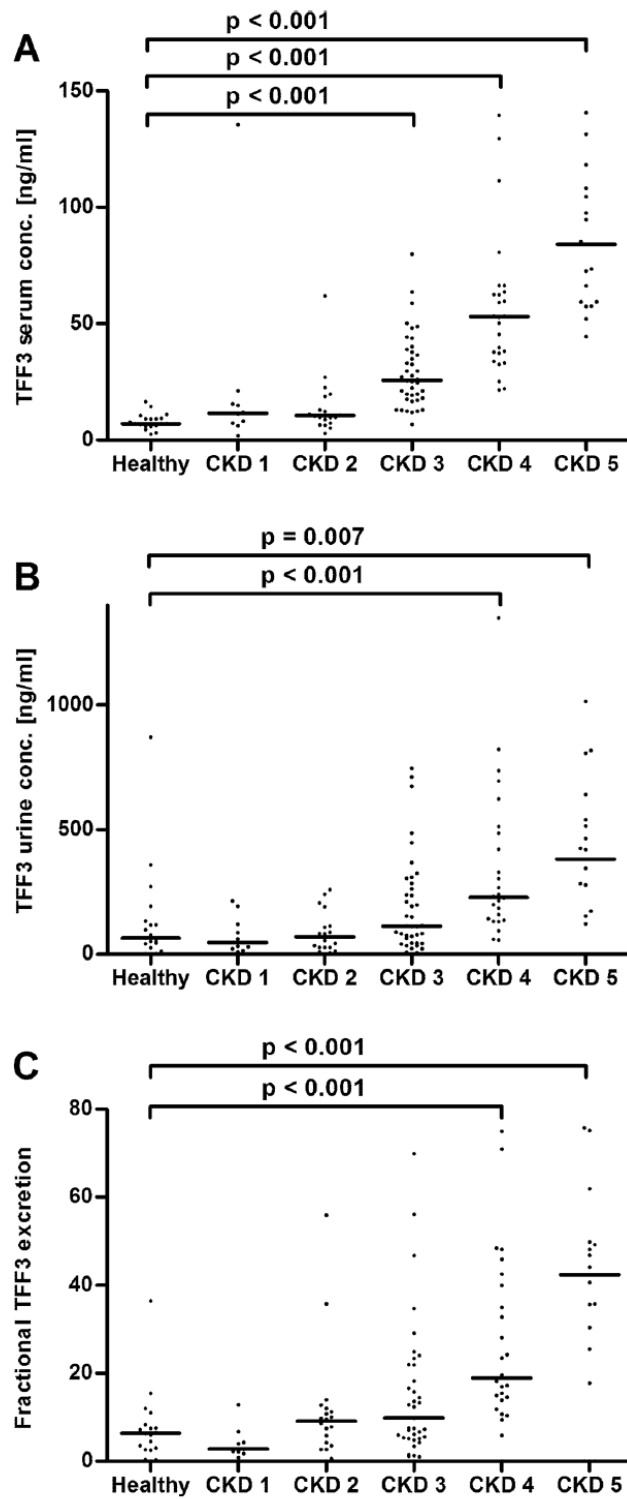 A
p < 0.001
p < 0.001
p < 0.001
TFF3 serum conc. [ng/ml]
150
100
50
0
Healthy CKD 1 CKD 2 CKD 3 CKD 4 CKD 5
B
p = 0.007
p < 0.001
TFF3 urine conc. [ng/ml]
1000
500
0
Healthy CKD 1 CKD 2 CKD 3 CKD 4 CKD 5
C
p < 0.001
p < 0.001
Fractional TFF3 excretion
80
60
40
20
0
Healthy CKD 1 CKD 2 CKD 3 CKD 4 CKD 5